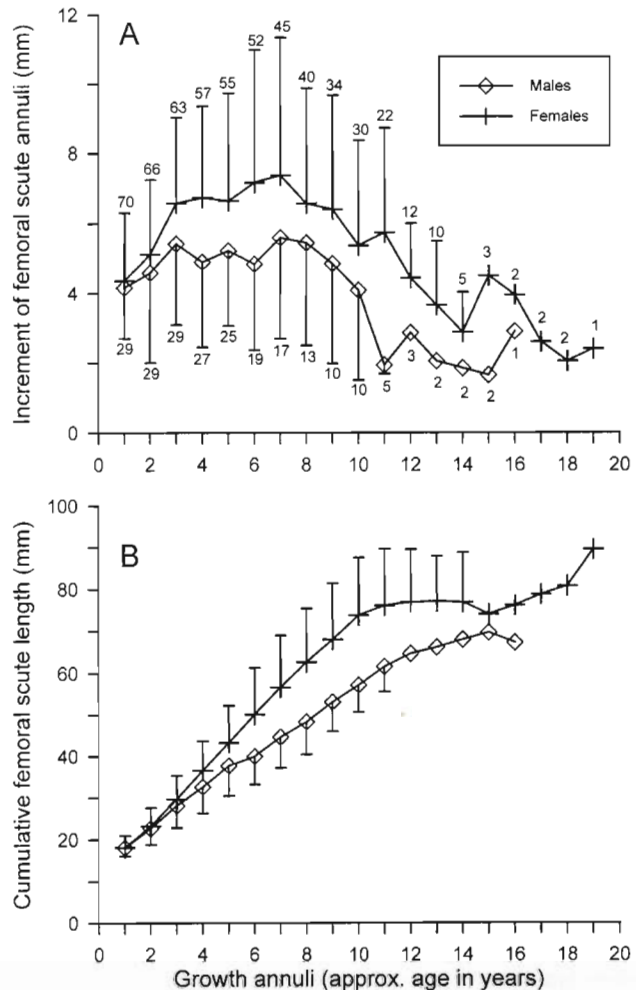 A
Increment of femoral scute annuli (mm)
12
8
4
0
Males
Females
70 66 63 57 55 52 45 40 34 30 22 12 10 5 3 2 2 2 1
29 29 29 27 25 19 17 13 10 10 5 3 2 2 2 1
0 2 4 6 8 10 12 14 16 18 20
B
Cumulative femoral scute length (mm)
100
80
60
40
20
0
0 2 4 6 8 10 12 14 16 18 20
Growth annuli (approx. age in years)